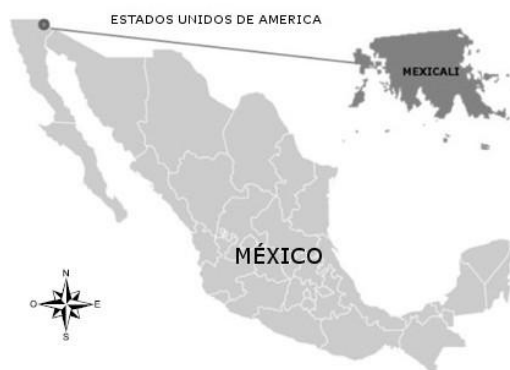 ESTADOS UNIDOS DE AMERICA
MEXICALI
MÉXICO
N
O E
S